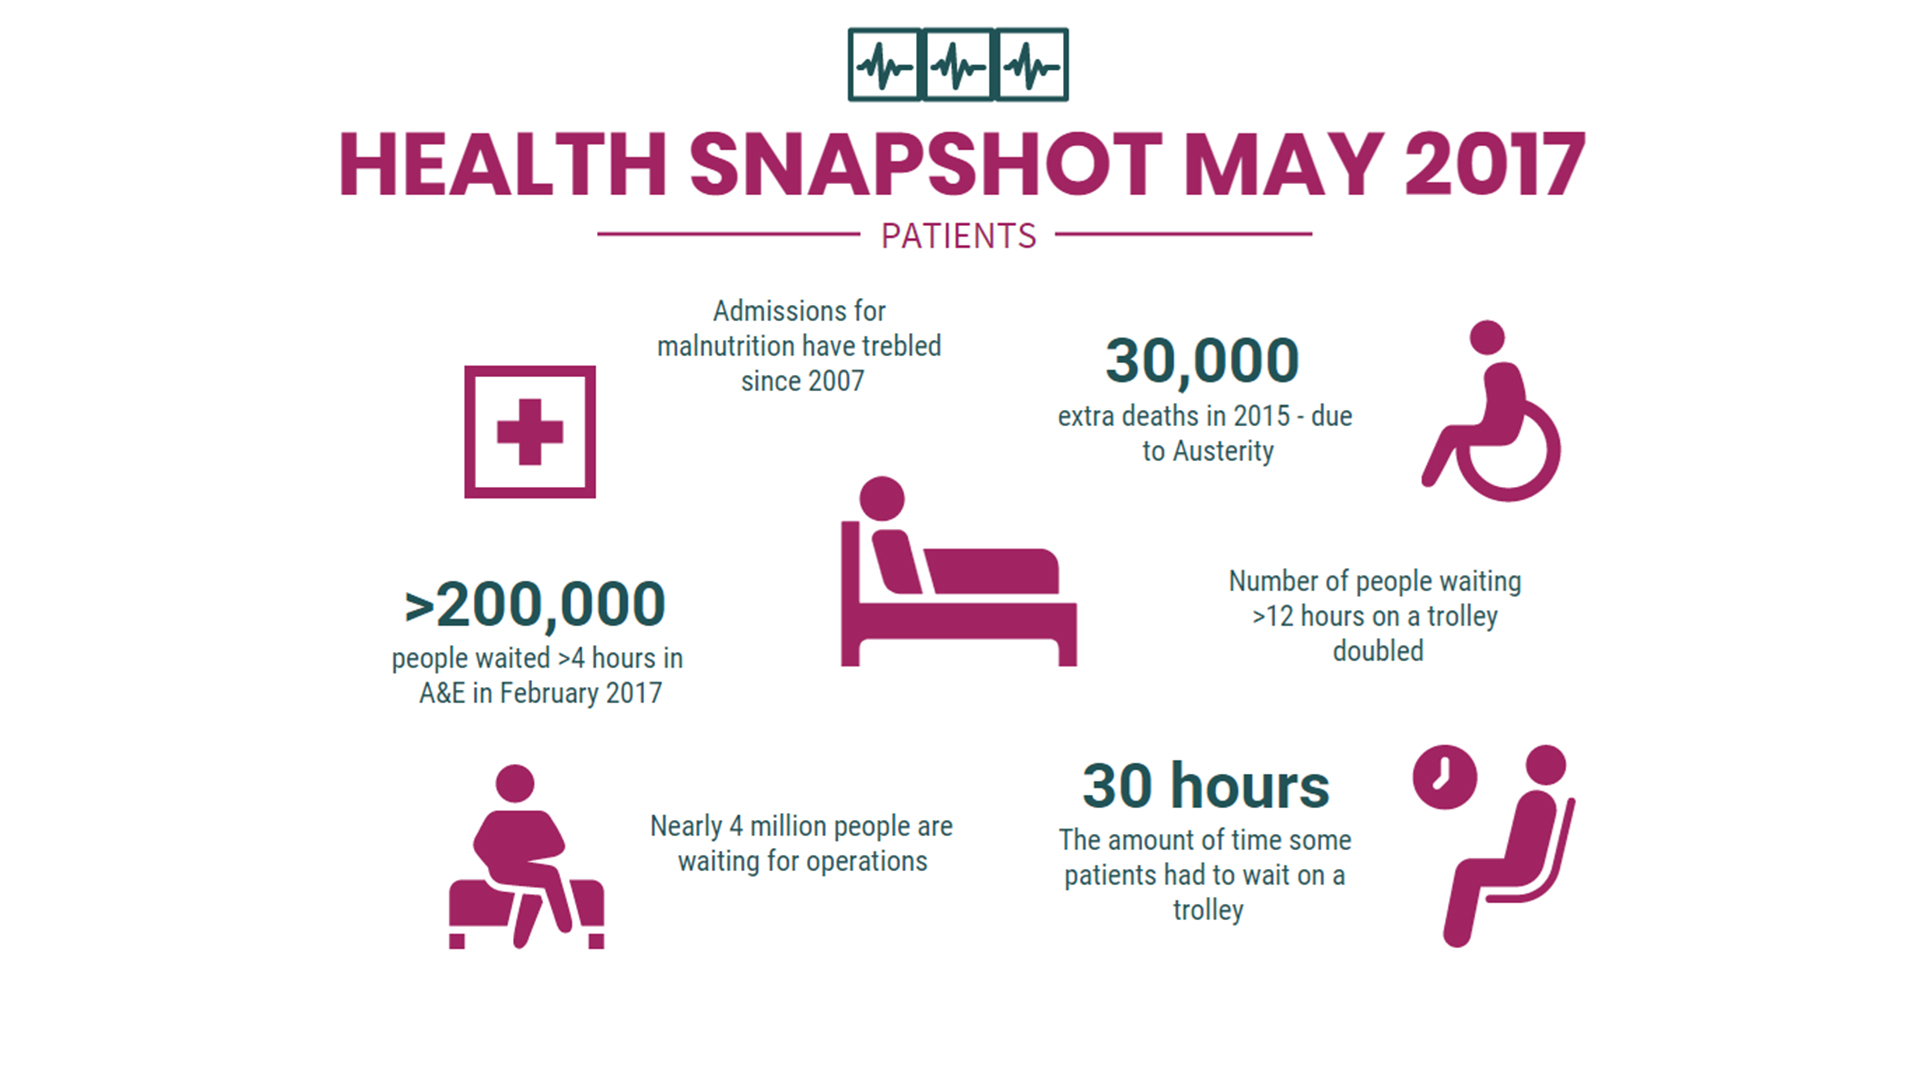 HEALTH SNAPSHOT MAY 2017
PATIENTS
Admissions for
malnutrition have trebled
since 2007
30,000
extra deaths in 2015 - due
to Austerity
>200,000
people waited >4 hours in
A&E in February 2017
Number of people waiting
>12 hours on a trolley
doubled
Nearly 4 million people are
waiting for operations
30 hours
The amount of time some
patients had to wait on a
trolley